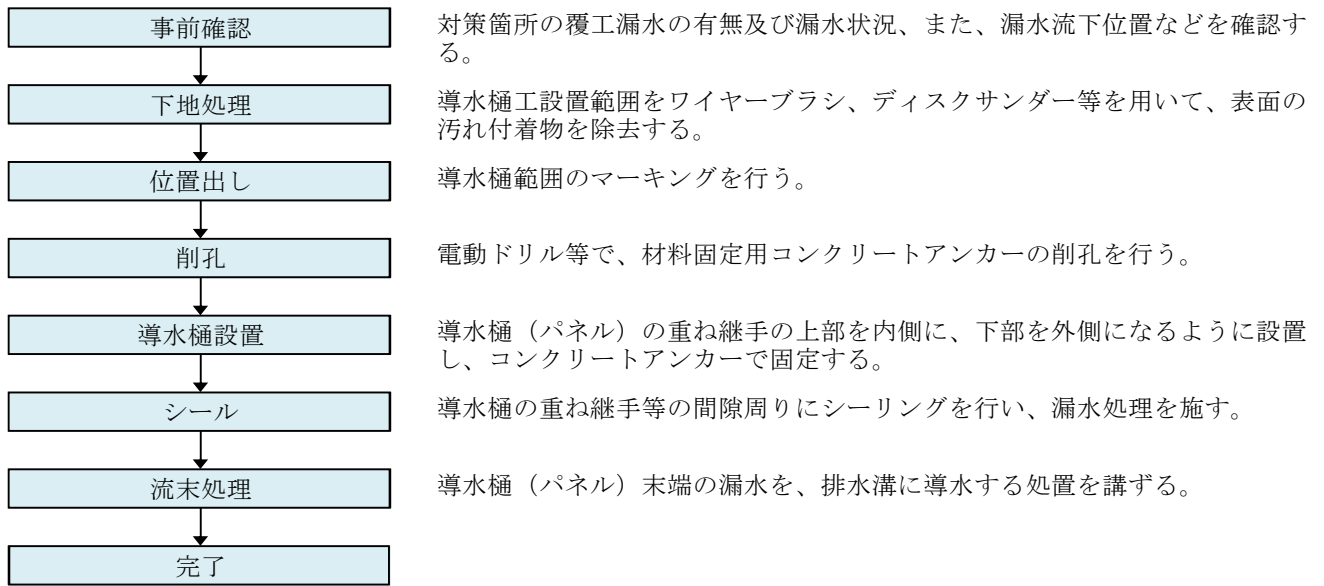 事前確認
対策箇所の覆工漏水の有無及び漏水状況、また、漏水流下位置などを確認す
る。
下地処理
導水樋工設置範囲をワイヤーブラシ、ディスクサンダー等を用いて、表面の
汚れ付着物を除去する。
位置出し
導水樋範囲のマーキングを行う。
削孔
電動ドリル等で、材料固定用コンクリートアンカーの削孔を行う。
導水樋設置
導水樋（パネル）の重ね継手の上部を内側に、下部を外側になるように設置
し、コンクリートアンカーで固定する。
シール
導水樋の重ね継手等の間隙周りにシーリングを行い、漏水処理を施す。
流末処理
導水樋（パネル）末端の漏水を、排水溝に導水する処置を講ずる。
完了